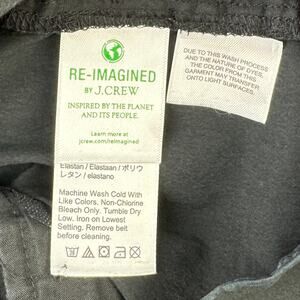 RE-IMAGINED
BY J.CREW
INSPIRED BY THE PLANET
AND ITS PEOPLE.
Learn more at
jcrew.com/reimagined
Elastan / Elastaan / ポリウ
レタン / elastano
Machine Wash Cold With
Like Colors. Non-Chlorine
Bleach Only. Tumble Dry
Low. Iron on Lowest
Setting. Remove belt
before cleaning.
DUE TO THIS WASH PROCESS
AND THE NATURE OF DYES,
THE COLOR FROM THIS
GARMENT MAY TRANSFER
ONTO LIGHT SURFACES.